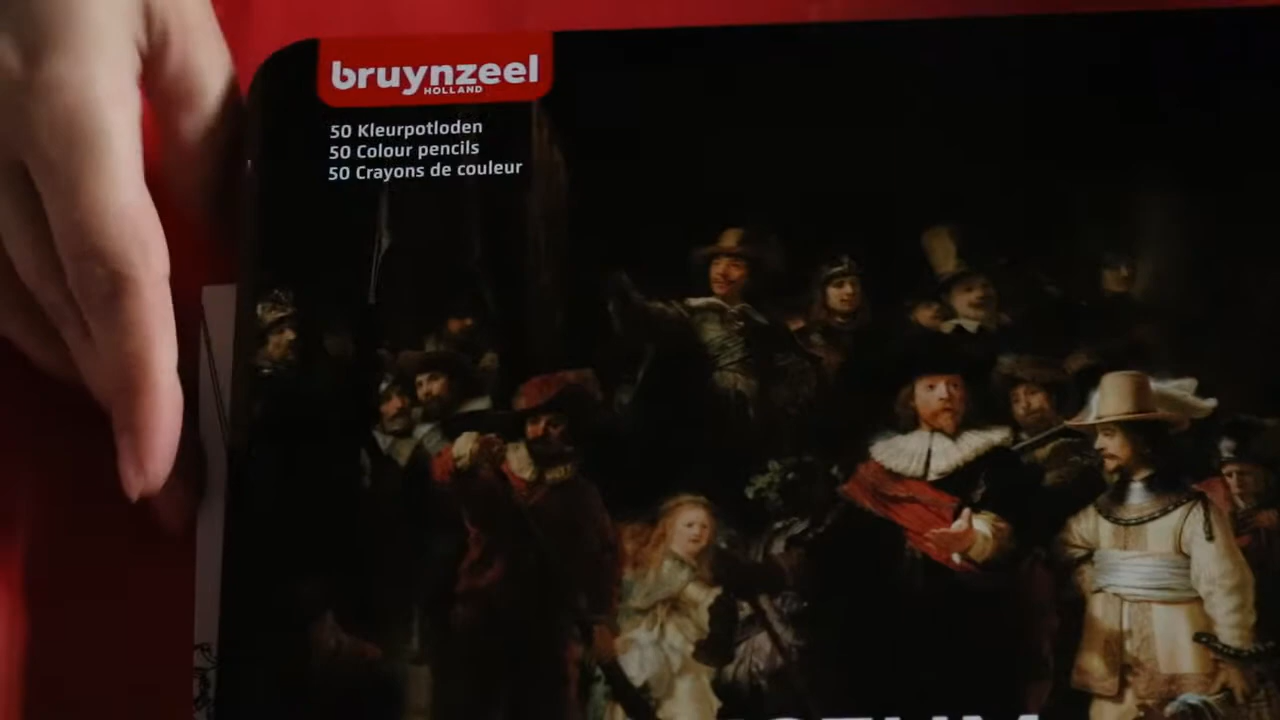 bruynzeel
HOLLAND
50 Kleurpotloden
50 Colour pencils
50 Crayons de couleur